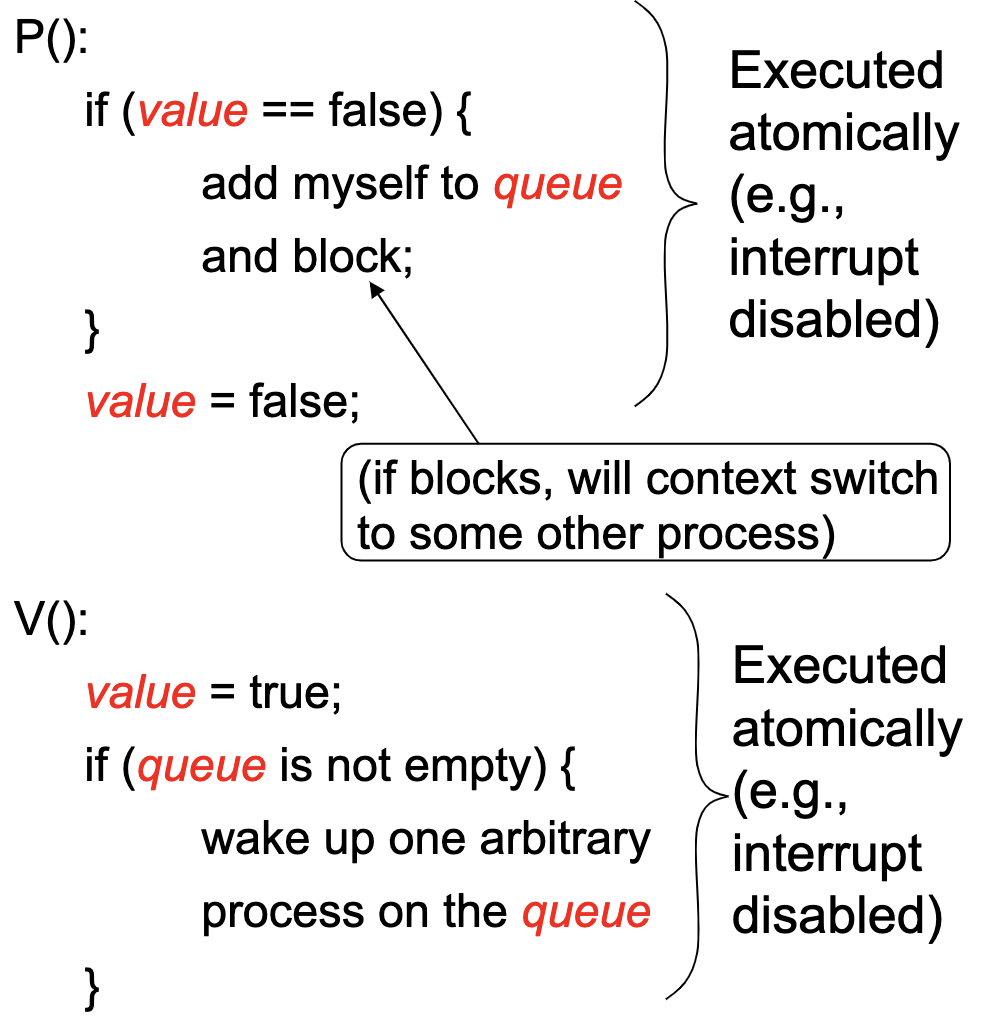 P():
if (value == false) {
add myself to queue
and block;
}
value = false;
Executed
atomically
(e.g.,
interrupt
disabled)
(if blocks, will context switch
to some other process)
V():
value = true;
if (queue is not empty) {
wake up one arbitrary
process on the queue
}
Executed
atomically
(e.g.,
interrupt
disabled)